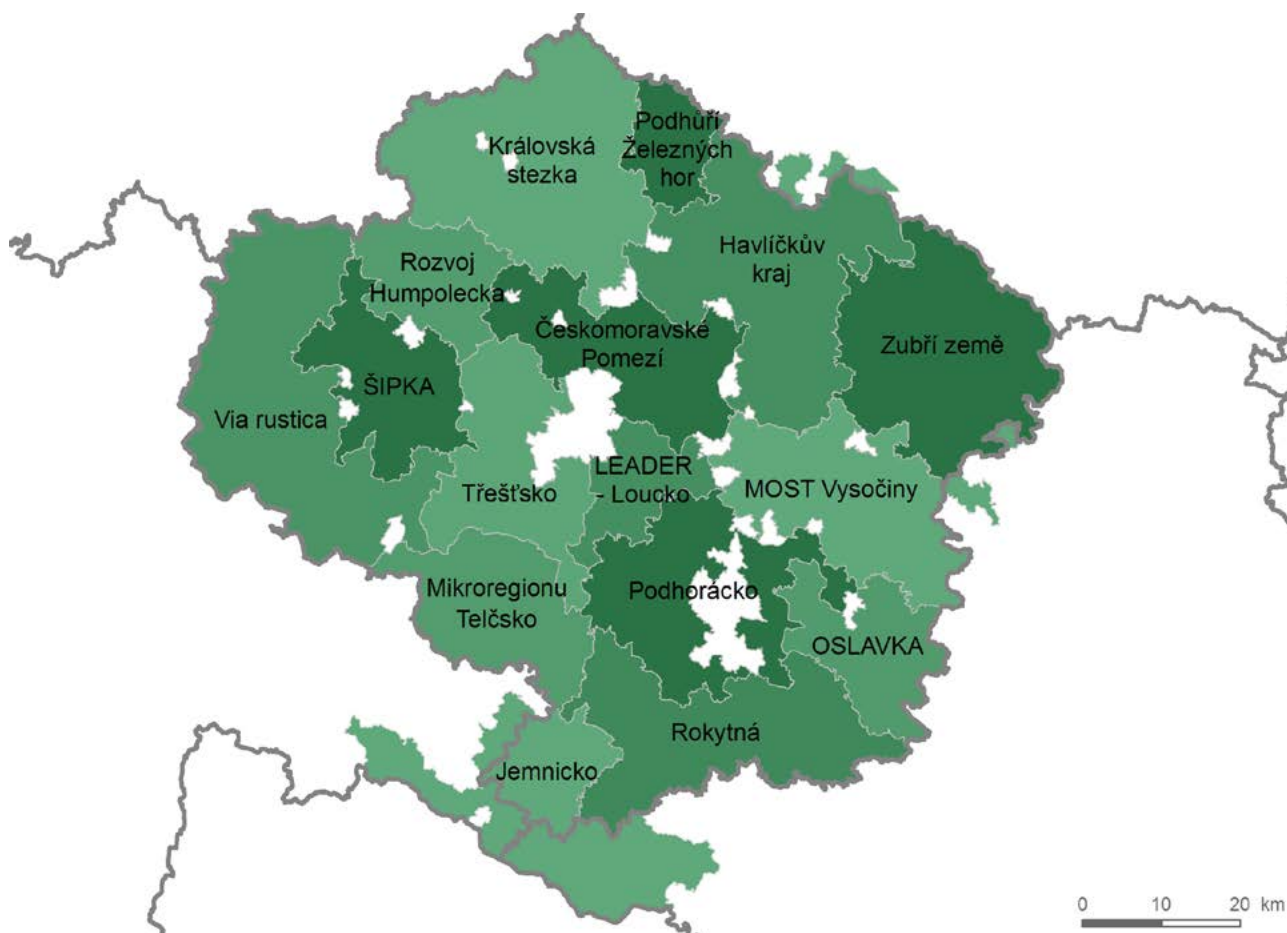 Podhůří
Železných
hor
Královská
stezka
Havlíčkův
kraj
Rozvoj
Humpolecka
Českomoravské
Pomezí
Zubří země
ŠIPKA
Via rustica
LEADER
- Loucko
Třešťsko
MOST Vysočiny
Mikroregionu
Telčsko
Podhorácko
OSLAVKA
Rokytná
Jemnicko
0 10 20 km